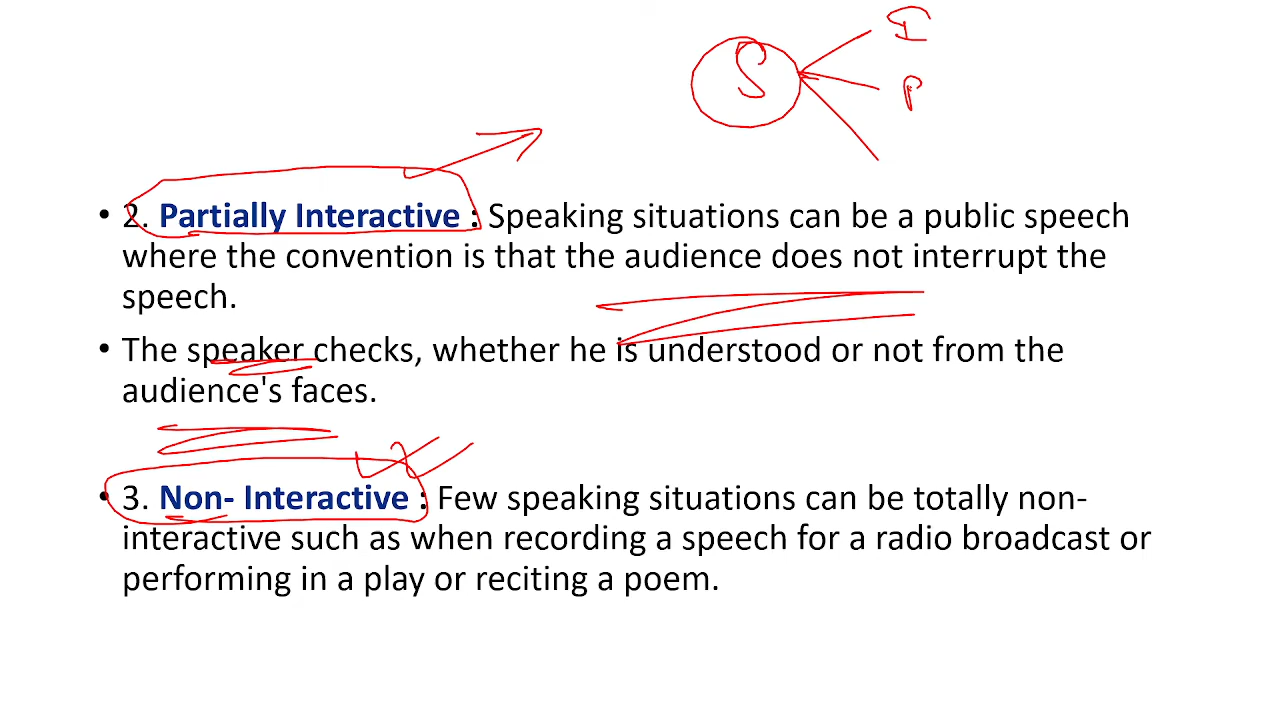 I
S
P
• 2. Partially Interactive : Speaking situations can be a public speech
where the convention is that the audience does not interrupt the
speech.
• The speaker checks, whether he is understood or not from the
audience's faces.
• 3. Non- Interactive : Few speaking situations can be totally non-
interactive such as when recording a speech for a radio broadcast or
performing in a play or reciting a poem.